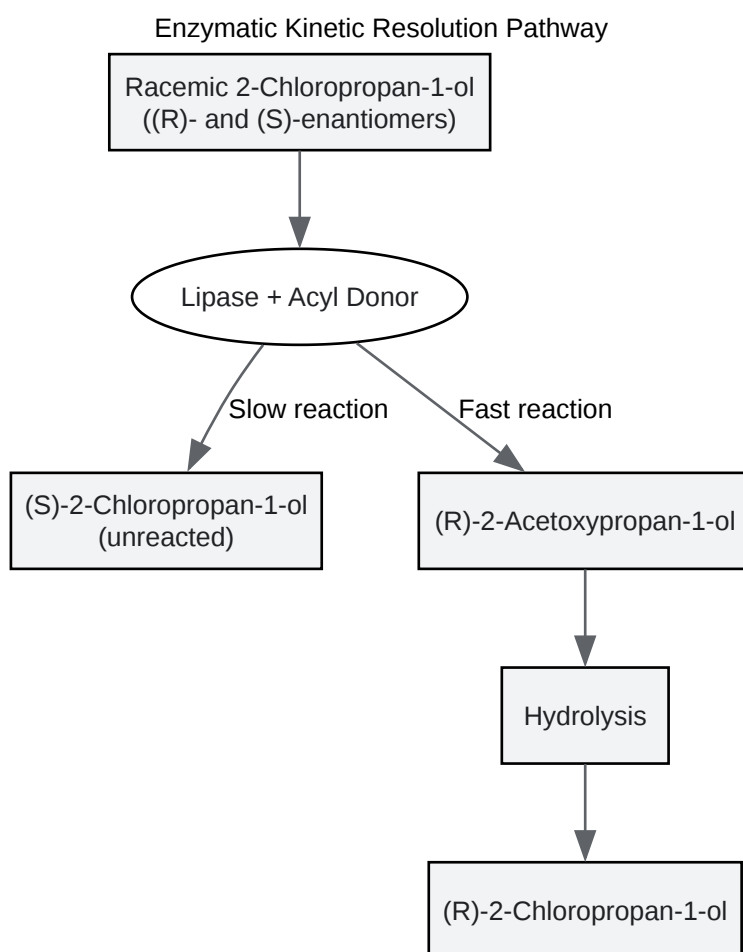 Enzymatic Kinetic Resolution Pathway
Racemic 2-Chloropropan-1-ol
((R)- and (S)-enantiomers)
Lipase + Acyl Donor
Slow reaction
Fast reaction
(S)-2-Chloropropan-1-ol
(unreacted)
(R)-2-Acetoxypropan-1-ol
Hydrolysis
(R)-2-Chloropropan-1-ol